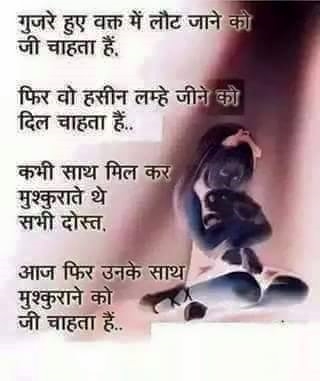 गुजरे हुए वक्त में लौट जाने को
जी चाहता हैं,
फिर वो हसीन लम्हे जीने को
दिल चाहता हैं..
कभी साथ मिल कर
मुश्कुराते थे
सभी दोस्त,
आज फिर उनके साथ
मुश्कुराने को
जी चाहता हैं..